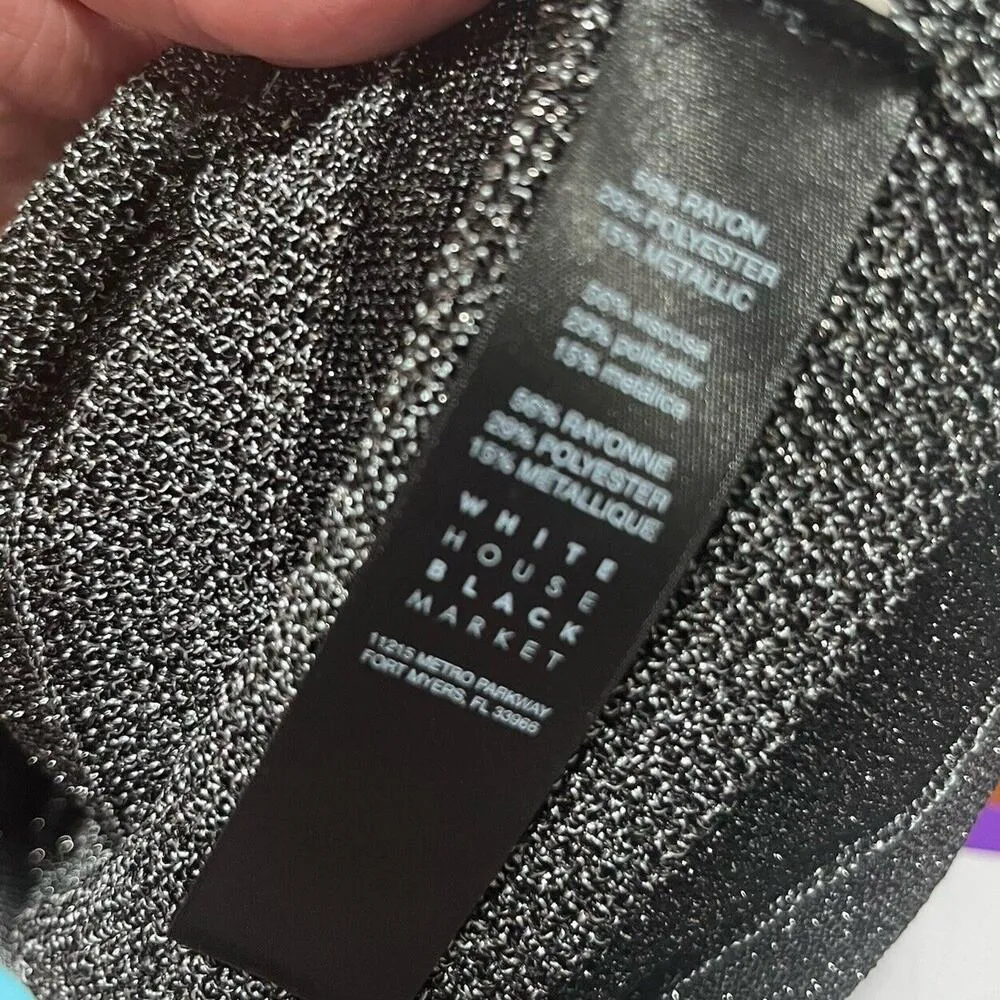 56% RAYON
29% POLYESTER
15% METALLIC
56% viscosa
29% poliéster
15% metálica
56% RAYONNE
29% POLYESTER
15% MÉTALLIQUE
WHITE
HOUSE
BLACK
MARKET
11215 METRO PARKWAY
FORT MYERS, FL 33966